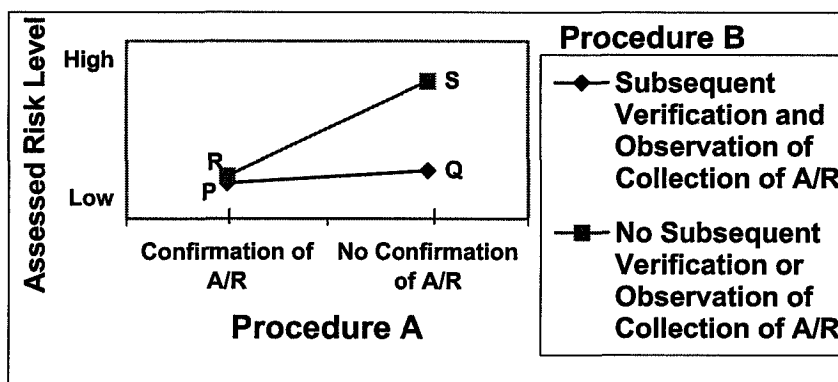 High
Low
Assessed Risk Level
R
P
S
Q
Confirmation of
A/R
No Confirmation
of A/R
Procedure A
Procedure B
Subsequent
Verification and
Observation of
Collection of A/R
No Subsequent
Verification or
Observation of
Collection of A/R